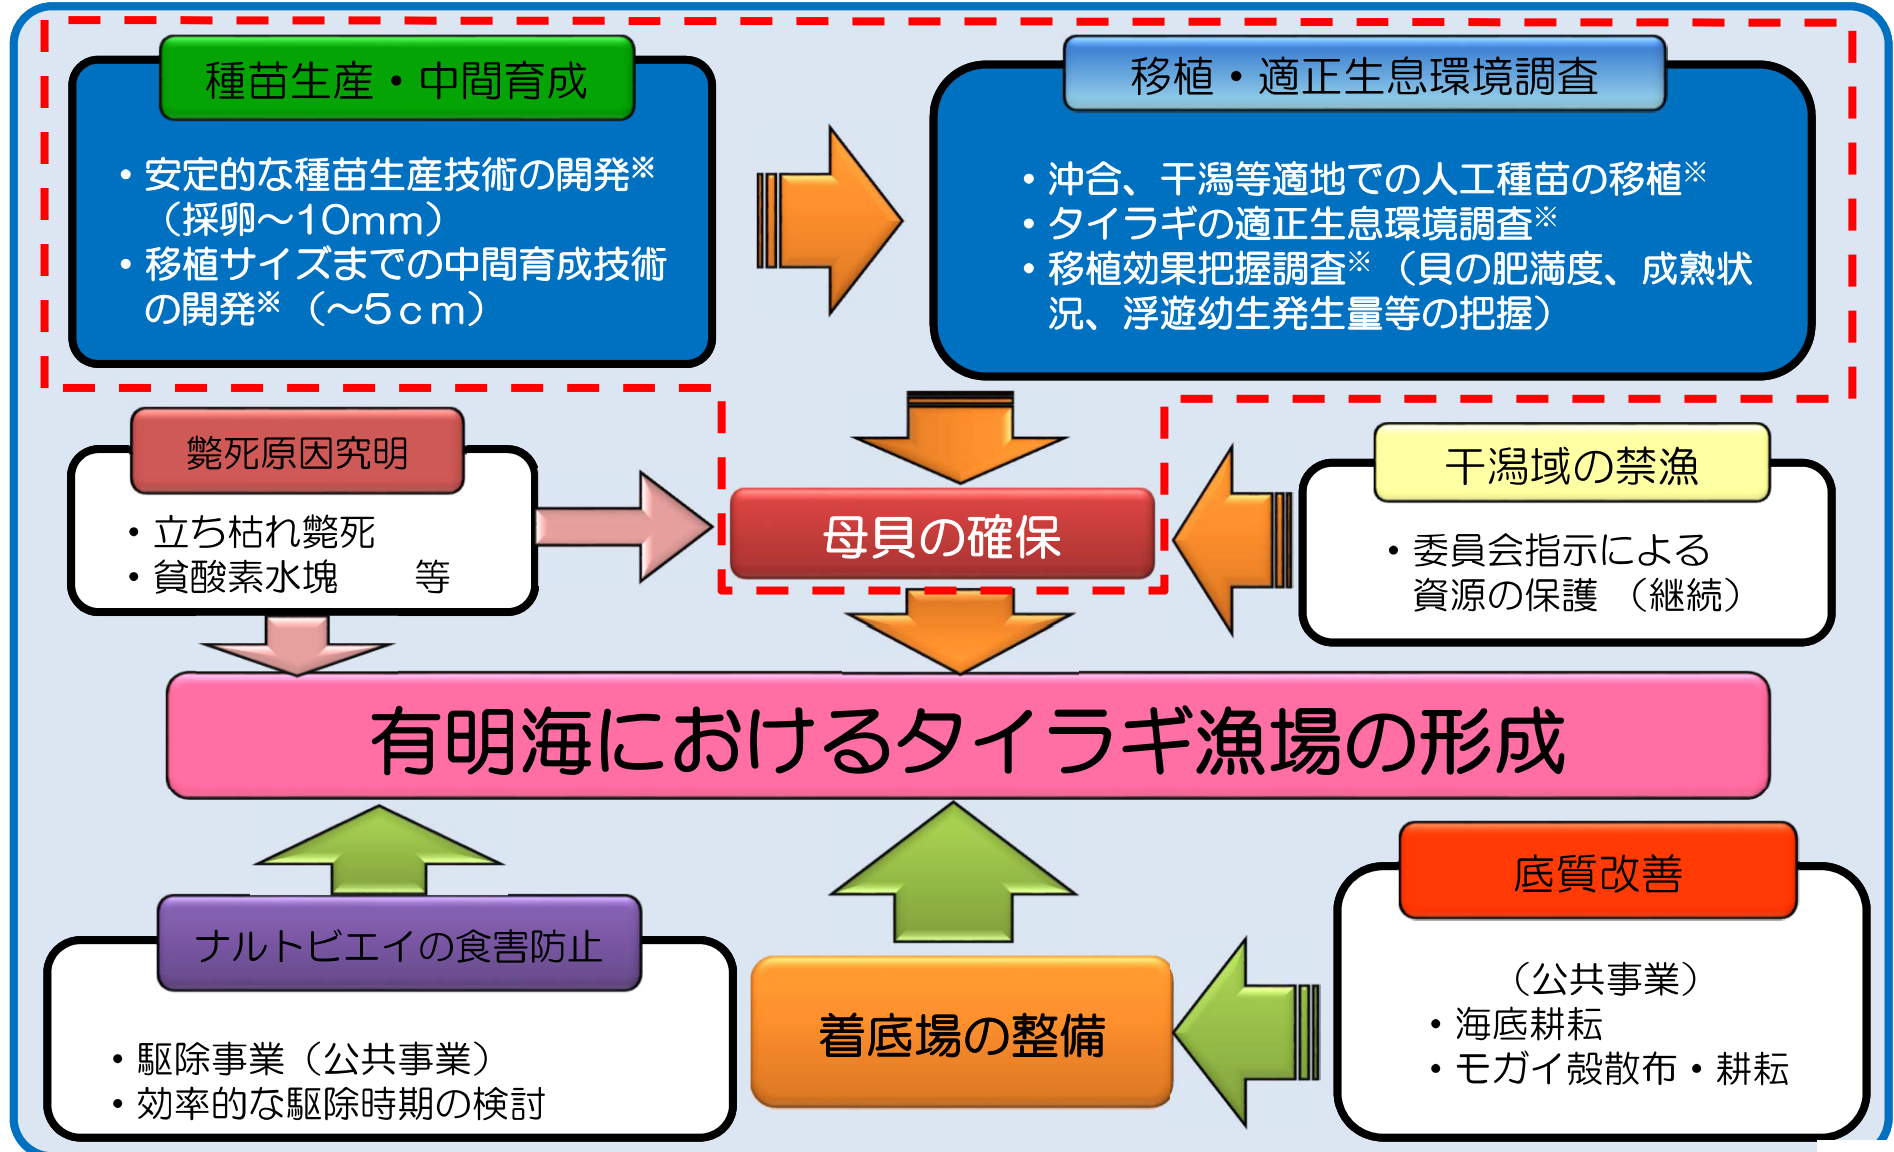 種苗生産・中間育成
・安定的な種苗生産技術の開発※
（採卵～10mm）
・移植サイズまでの中間育成技術
の開発※（～5ｃｍ）
移植・適正生息環境調査
・沖合、干潟等適地での人工種苗の移植※
・タイラギの適正生息環境調査※
・移植効果把握調査※（貝の肥満度、成熟状
況、浮遊幼生発生量等の把握）
斃死原因究明
・立ち枯れ斃死
・貧酸素水塊　　等
母貝の確保
干潟域の禁漁
・委員会指示による
資源の保護　（継続）
有明海におけるタイラギ漁場の形成
ナルトビエイの食害防止
・駆除事業（公共事業）
・効率的な駆除時期の検討
着底場の整備
底質改善
（公共事業）
・海底耕耘
・モガイ殻散布・耕耘